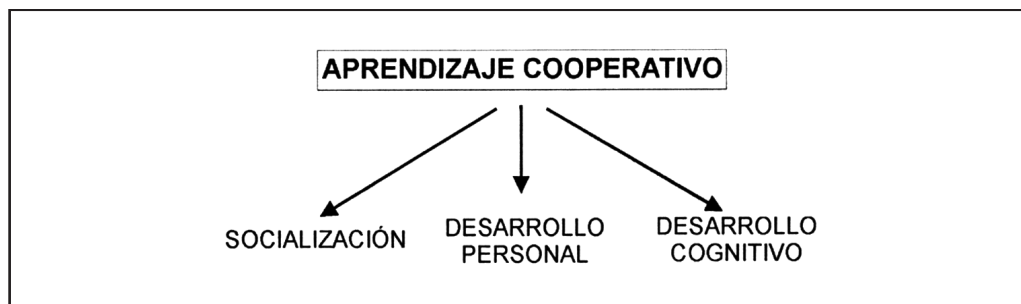 APRENDIZAJE COOPERATIVO
SOCIALIZACIÓN
DESARROLLO
PERSONAL
DESARROLLO
COGNITIVO